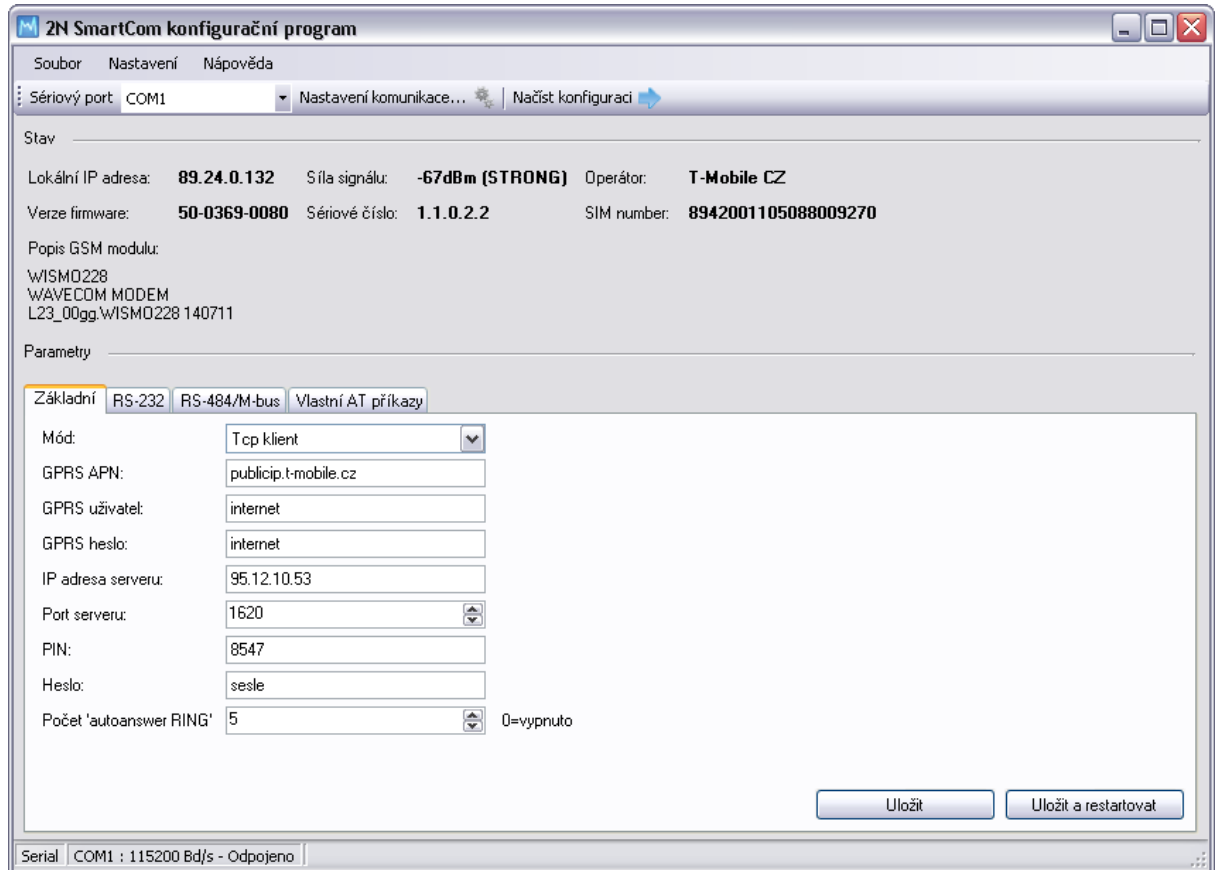 2N SmartCom konfigurační program
Soubor Nastavení Nápověda
Sériový port COM1 Nastavení komunikace... Načíst konfiguraci
Stav
Lokální IP adresa: 89.24.0.132 Síla signálu: -67dBm (STRONG) Operátor: T-Mobile CZ
Verze firmware: 50-0369-0080 Sériové číslo: 1.1.0.2.2 SIM number: 8942001105088009270
Popis GSM modulu:
WISMO228
WAVECOM MODEM
L23_00gg.WISMO228 140711
Parametry
Základní RS-232 RS-484/M-bus Vlastní AT příkazy
Mód: Tcp klient
GPRS APN: publicip.t-mobile.cz
GPRS uživatel: internet
GPRS heslo: internet
IP adresa serveru: 95.12.10.53
Port serveru: 1620
PIN: 8547
Heslo: sesle
Počet 'autoanswer RING' 5 0=vypnuto
Uložit Uložit a restartovat
Serial COM1 : 115200 Bd/s - Odpojeno